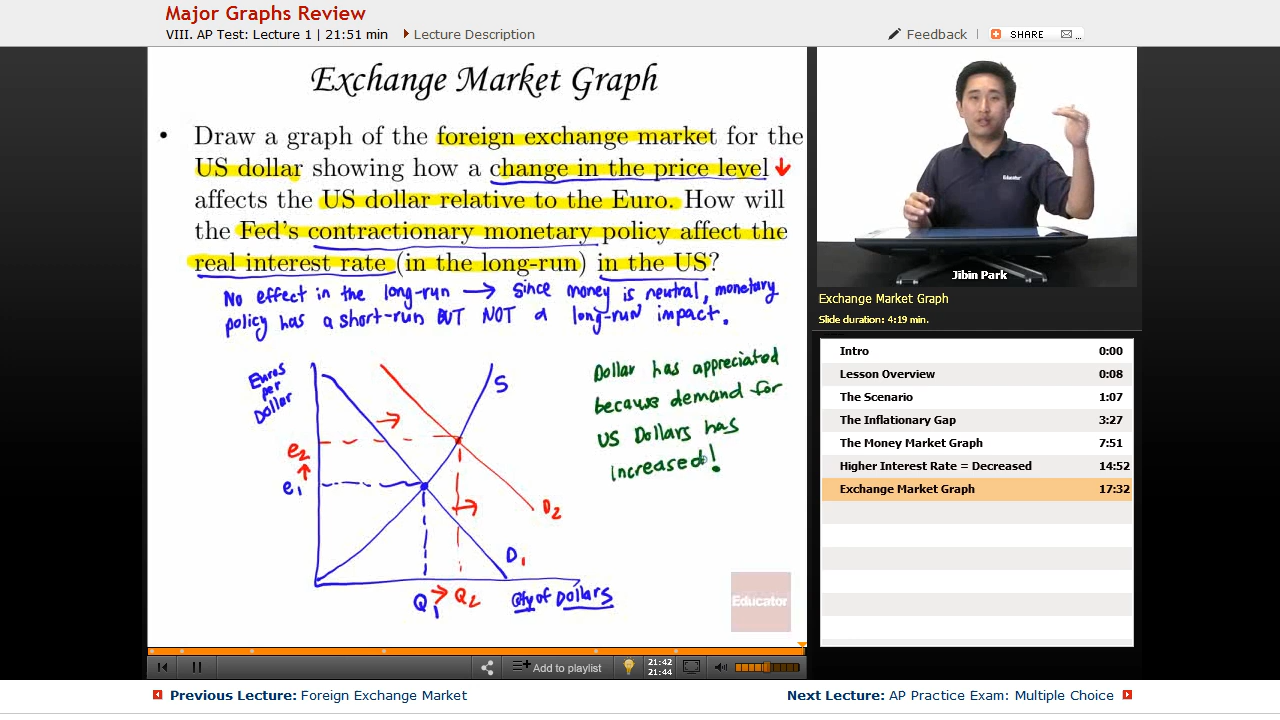 Major Graphs Review
VIII. AP Test: Lecture 1 | 21:51 min Lecture Description
Feedback | SHARE ...
Exchange Market Graph
• Draw a graph of the foreign exchange market for the
US dollar showing how a change in the price level ↓
affects the US dollar relative to the Euro. How will
the Fed's contractionary monetary policy affect the
real interest rate (in the long-run) in the US?
No effect in the long-run → since money is neutral, monetary
policy has a short-run BUT NOT a long-run impact.
Euros
per
Dollar
S
e2
↑
e1
D2
D1
Q1 → Q2
Qty of Dollars
Dollar has appreciated
because demand for
US Dollars has
increased!
Educator
Educator
Jibin Park
Exchange Market Graph
Slide duration: 4:19 min.
Intro 0:00
Lesson Overview 0:08
The Scenario 1:07
The Inflationary Gap 3:27
The Money Market Graph 7:51
Higher Interest Rate = Decreased 14:52
Exchange Market Graph 17:32
Add to playlist
21:42
21:44
Previous Lecture: Foreign Exchange Market
Next Lecture: AP Practice Exam: Multiple Choice